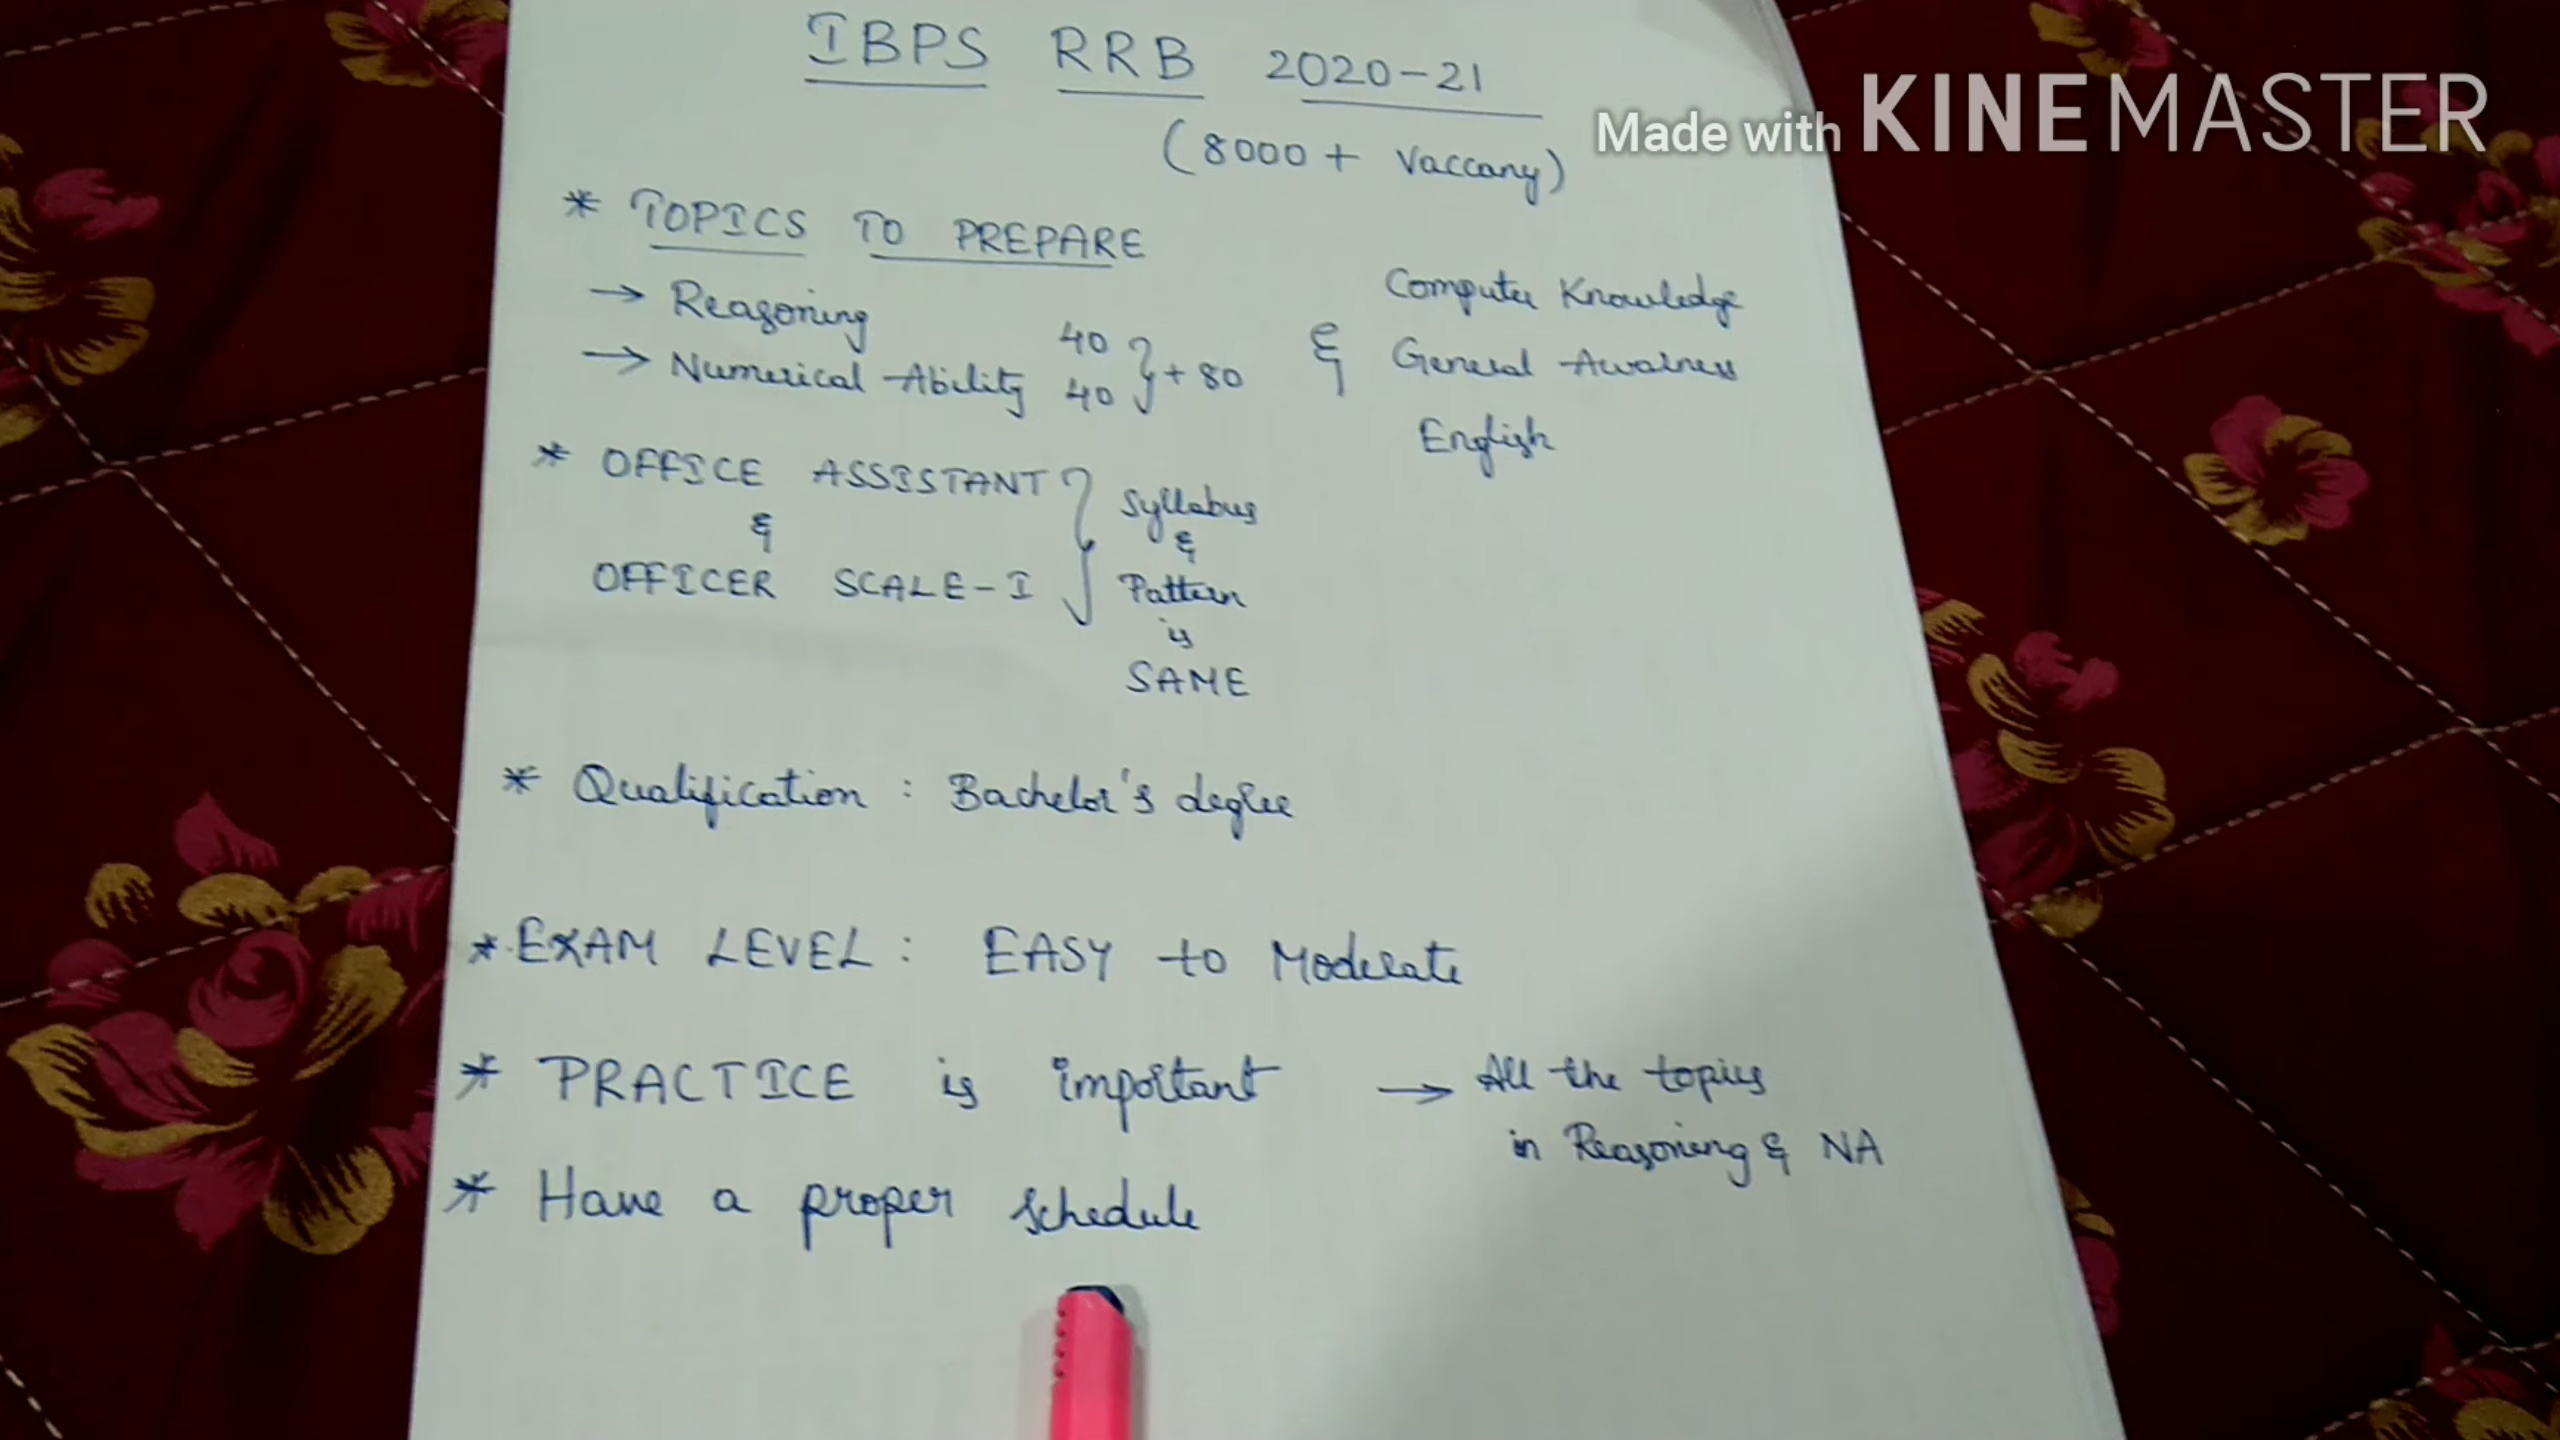 IBPS RRB 2020-21
(8000 + Vaccany)
Made with KINEMASTER
* TOPICS TO PREPARE
→ Reasoning 40
→ Numerical Ability 40 } + 80
& Computer Knowledge
General Awarness
English
* OFFICE ASSISTANT
&
OFFICER SCALE-I
} Syllabus
&
Pattern
is
SAME
* Qualification : Bachelor's degree
* EXAM LEVEL : EASY to Moderate
* PRACTICE is important → All the topics
in Reasoning & NA
* Have a proper schedule